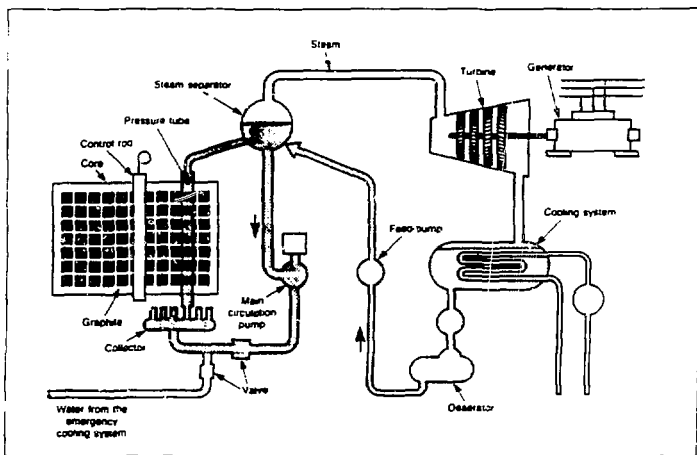 Steam
Steam separator
Turbine
Generator
Pressure tube
Control rod
Core
Cooling system
Feed pump
Main
circulation
pump
Graphite
Collector
Valve
Deaerator
Water from the
emergency
cooling system